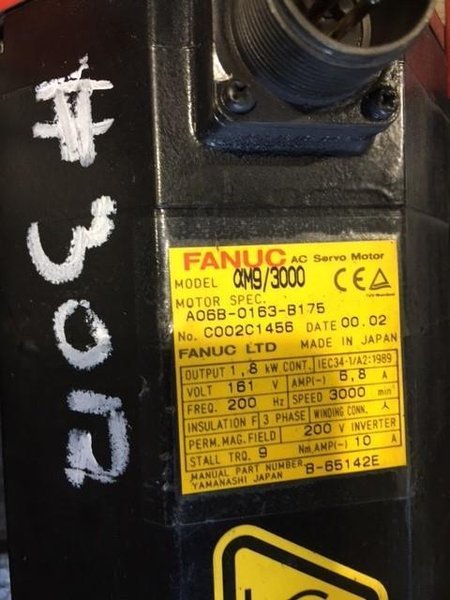 #30R
FANUC AC Servo Motor
MODEL αM9/3000
CE
MOTOR SPEC.
A06B-0163-B175
No. C002C1456 DATE 00.02
FANUC LTD MADE IN JAPAN
OUTPUT 1,8 kW CONT. IEC34-1/A2:1989
VOLT 161 V AMP(~) 6,8 A
FREQ. 200 Hz SPEED 3000 min
INSULATION F 3 PHASE WINDING CONN.
PERM.MAG.FIELD 200 V INVERTER
STALL TRQ. 9 Nm,AMP(~) 10 A
MANUAL PART NUMBER B-65142E
YAMANASHI JAPAN